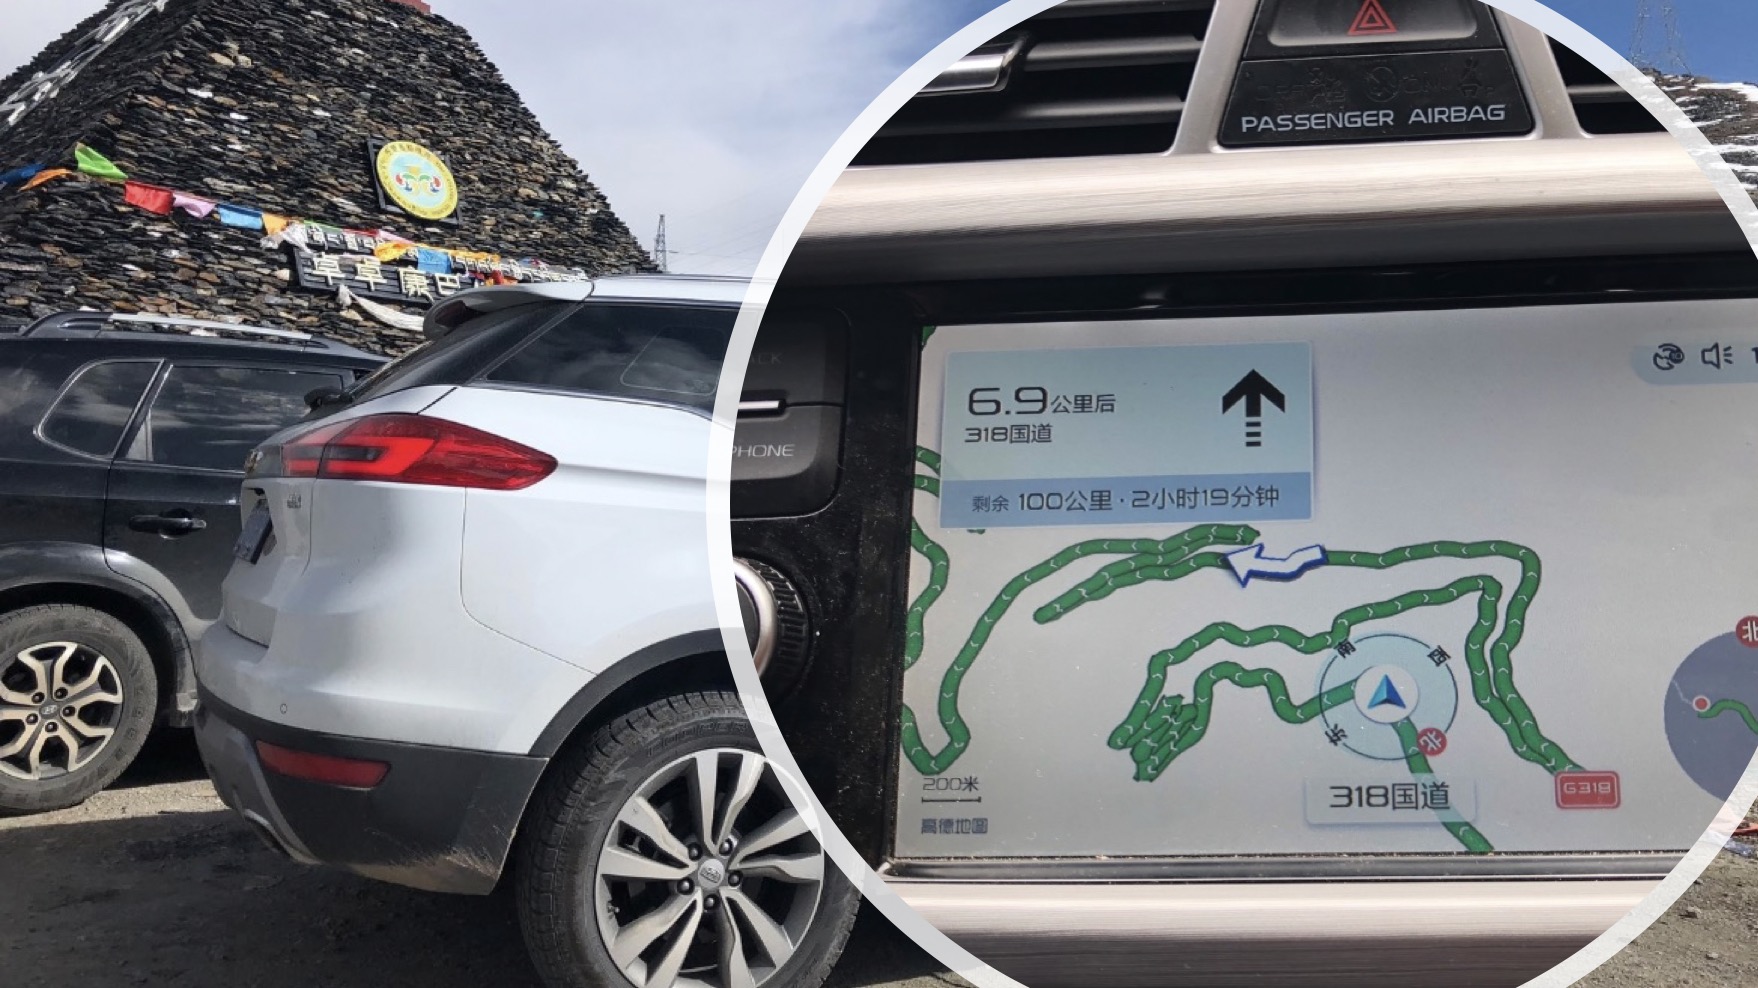 卓卓康巴
PASSENGER AIRBAG
PHONE
6.9公里后
318国道
剩余 100公里·2小时19分钟
南
西
东
北
北
318国道
G318
200米
高德地图